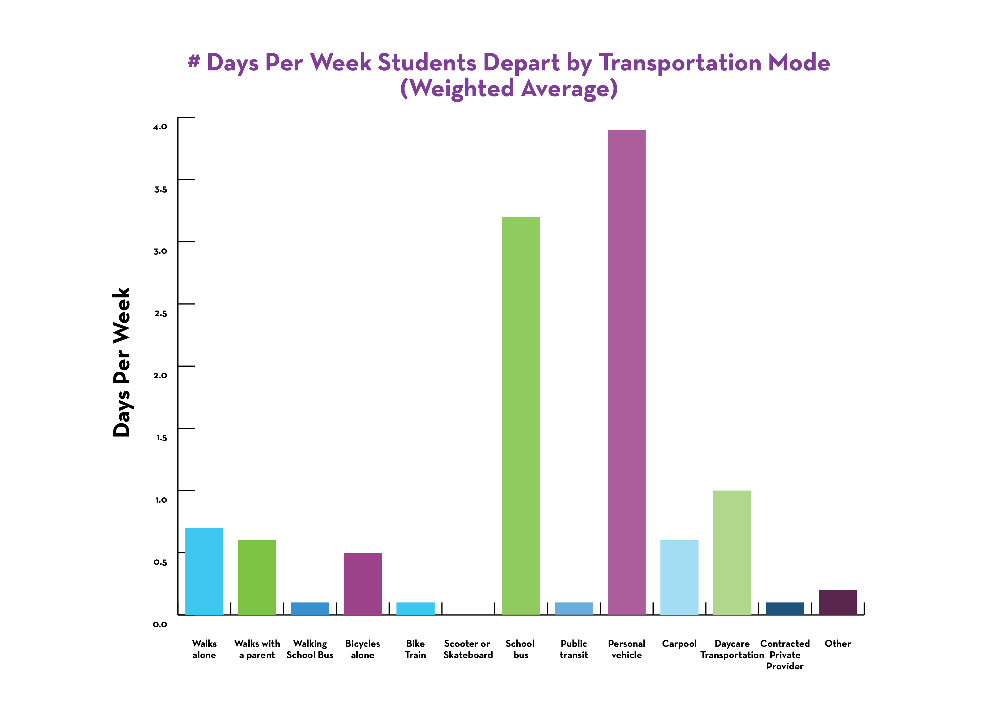 # Days Per Week Students Depart by Transportation Mode
(Weighted Average)
Days Per Week
4.0
3.5
3.0
2.5
2.0
1.5
1.0
0.5
0.0
Walks
alone
Walks with
a parent
Walking
School Bus
Bicycles
alone
Bike
Train
Scooter or
Skateboard
School
bus
Public
transit
Personal
vehicle
Carpool
Daycare
Transportation
Contracted
Private
Provider
Other